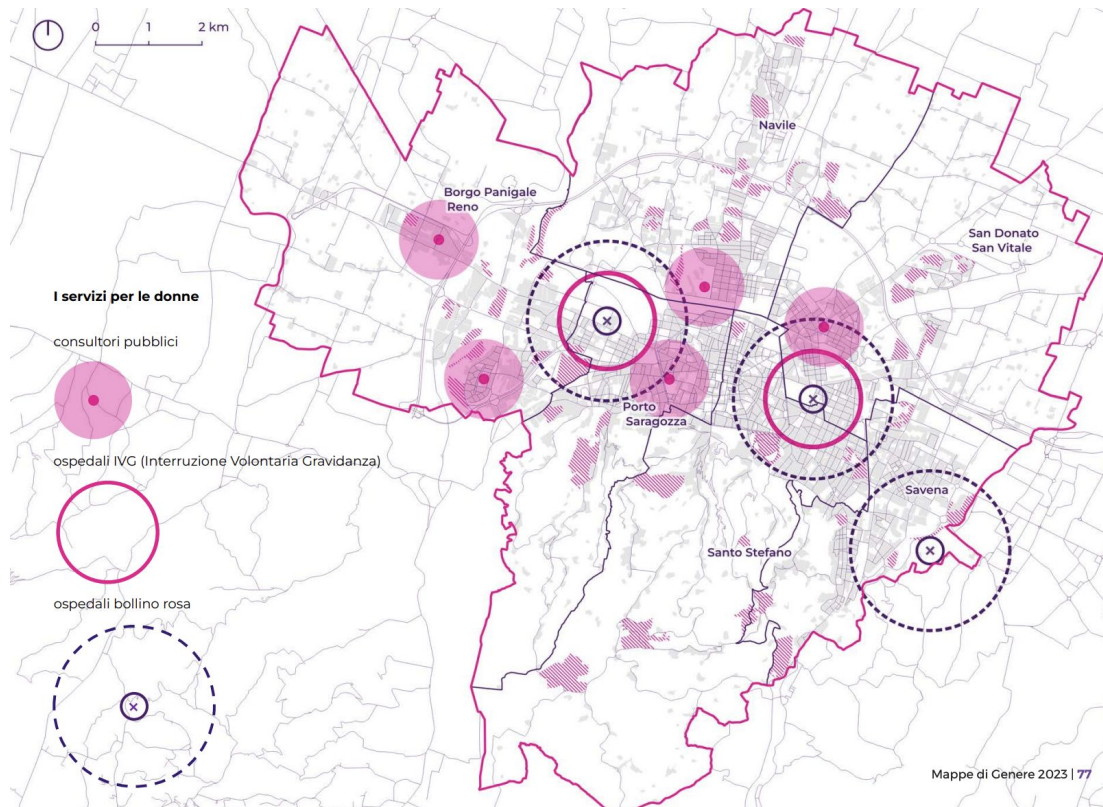 0 1 2 km
Navile
Borgo Panigale
Reno
San Donato
San Vitale
I servizi per le donne
consultori pubblici
Porto
Saragozza
ospedali IVG (Interruzione Volontaria Gravidanza)
Savena
Santo Stefano
ospedali bollino rosa
Mappe di Genere 2023 | 77